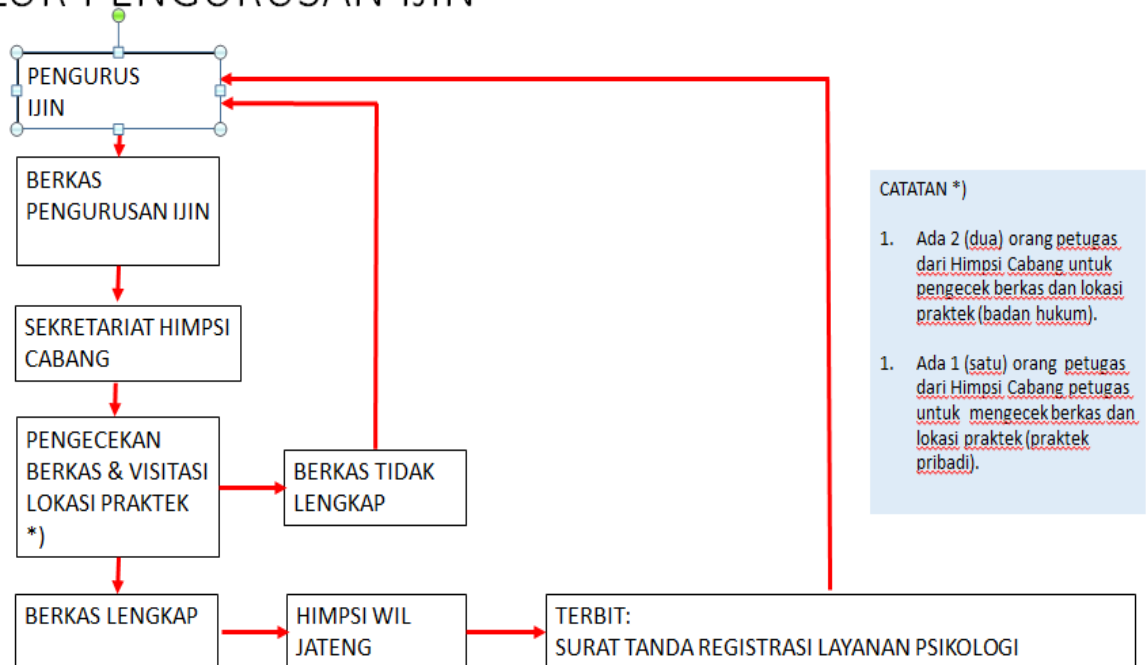 PENGURUSAN IJIN
PENGURUS
IJIN
BERKAS
PENGURUSAN IJIN
SEKRETARIAT HIMPSI
CABANG
PENGECEKAN
BERKAS & VISITASI
LOKASI PRAKTEK
*)
BERKAS TIDAK
LENGKAP
BERKAS LENGKAP
HIMPSI WIL
JATENG
TERBIT:
SURAT TANDA REGISTRASI LAYANAN PSIKOLOGI
CATATAN *)
1. Ada 2 (dua) orang petugas
dari Himpsi Cabang untuk
pengecek berkas dan lokasi
praktek (badan hukum).
1. Ada 1 (satu) orang petugas
dari Himpsi Cabang petugas
untuk mengecek berkas dan
lokasi praktek (praktek
pribadi).